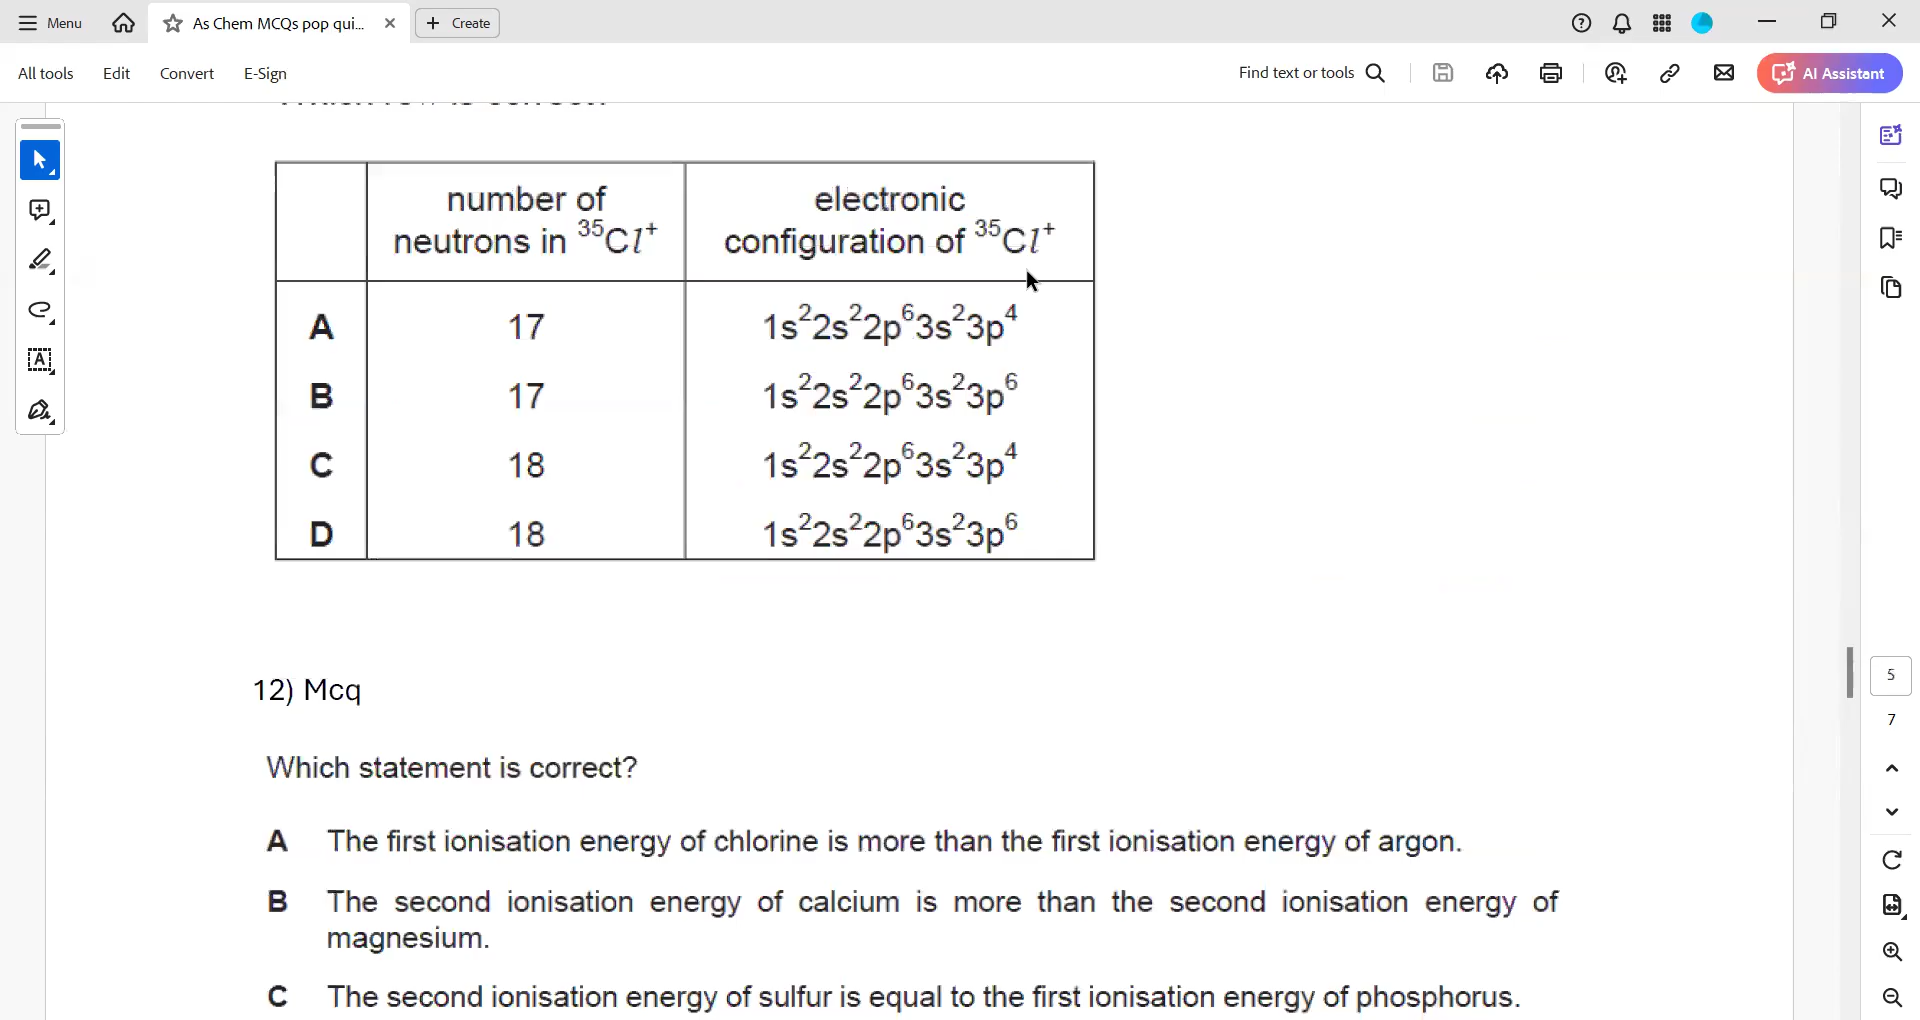 Menu
As Chem MCQs pop qui...
Create
All tools
Edit
Convert
E-Sign
Find text or tools
AI Assistant
number of neutrons in ³⁵Cl⁺
electronic configuration of ³⁵Cl⁺
A 17 1s²2s²2p⁶3s²3p⁴
B 17 1s²2s²2p⁶3s²3p⁶
C 18 1s²2s²2p⁶3s²3p⁴
D 18 1s²2s²2p⁶3s²3p⁶
12) Mcq
Which statement is correct?
A The first ionisation energy of chlorine is more than the first ionisation energy of argon.
B The second ionisation energy of calcium is more than the second ionisation energy of
magnesium.
C The second ionisation energy of sulfur is equal to the first ionisation energy of phosphorus.
5
7